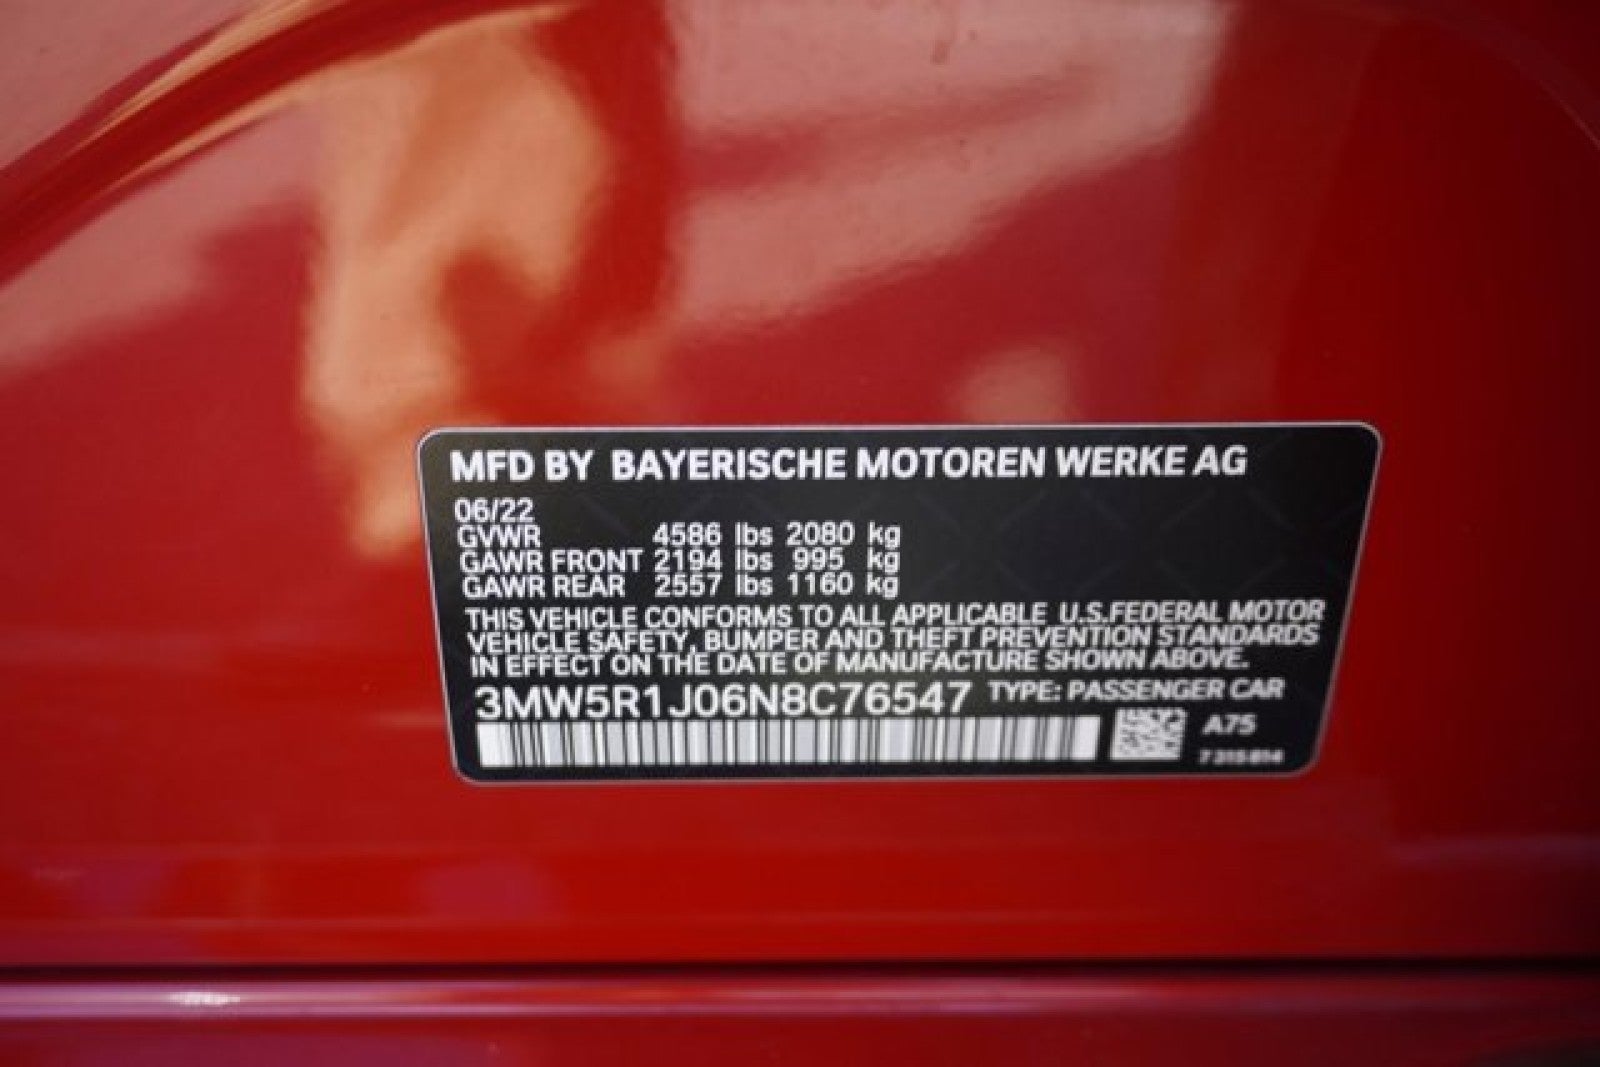 MFD BY BAYERISCHE MOTOREN WERKE AG
06/22
GVWR 4586 lbs 2080 kg
GAWR FRONT 2194 lbs 995 kg
GAWR REAR 2557 lbs 1160 kg
THIS VEHICLE CONFORMS TO ALL APPLICABLE U.S.FEDERAL MOTOR
VEHICLE SAFETY, BUMPER AND THEFT PREVENTION STANDARDS
IN EFFECT ON THE DATE OF MANUFACTURE SHOWN ABOVE.
3MW5R1J06N8C76547 TYPE: PASSENGER CAR
A75